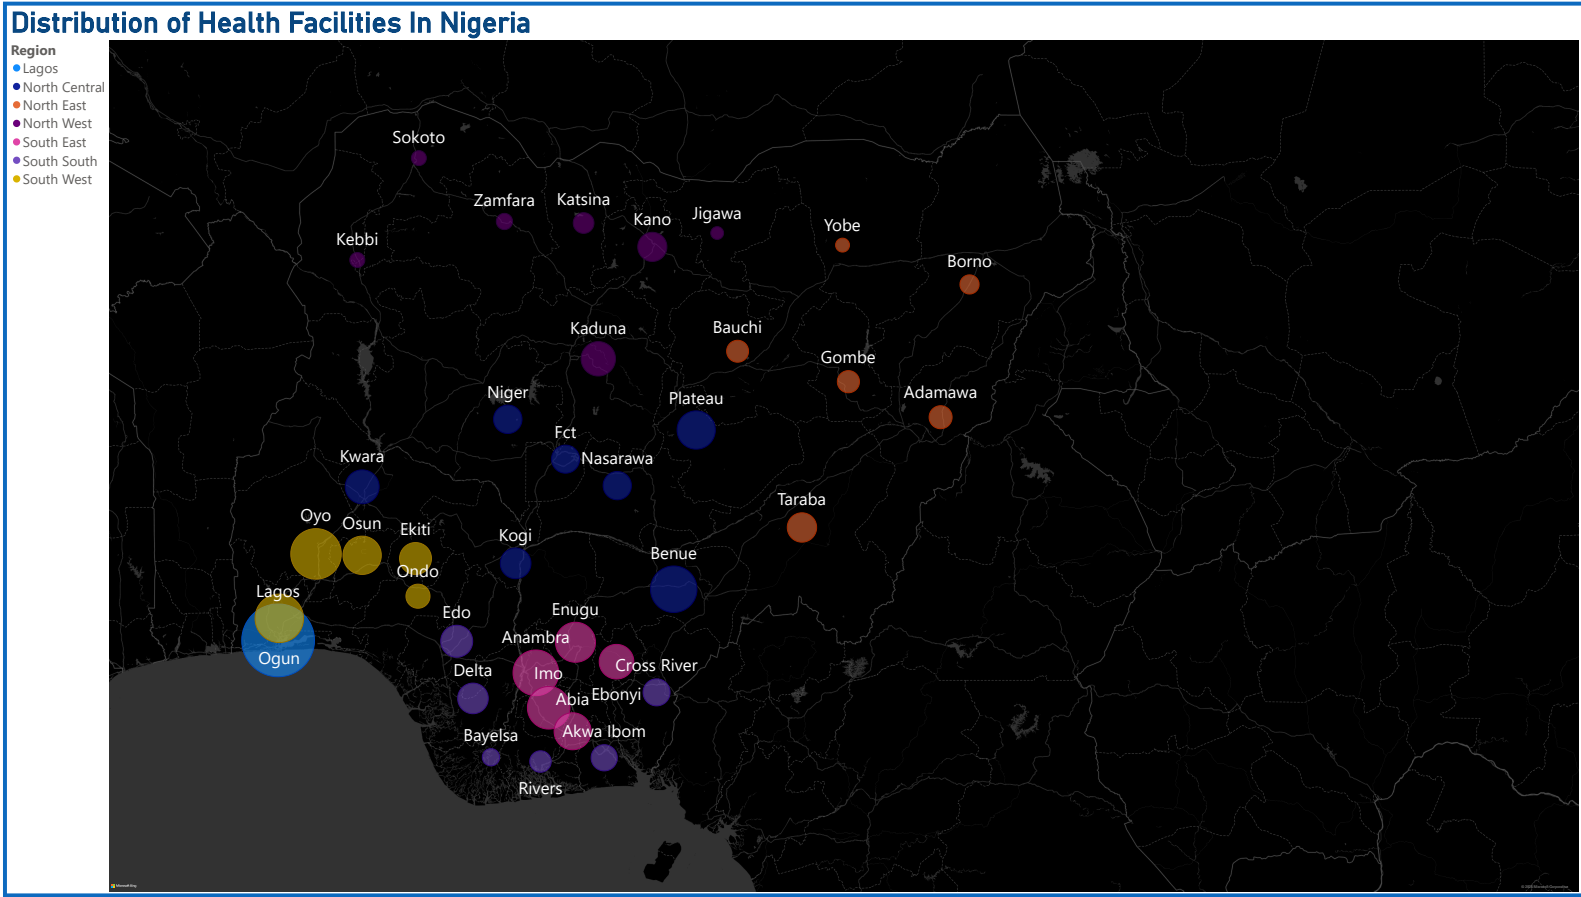 Distribution of Health Facilities In Nigeria
Region
Lagos
North Central
North East
North West
South East
South South
South West
Sokoto
Zamfara
Katsina
Kano
Jigawa
Yobe
Kebbi
Borno
Kaduna
Bauchi
Gombe
Niger
Plateau
Adamawa
Fct
Kwara
Nasarawa
Taraba
Oyo
Osun
Ekiti
Kogi
Benue
Ondo
Lagos
Edo
Enugu
Anambra
Ogun
Delta
Imo
Cross River
Abia
Ebonyi
Bayelsa
Akwa Ibom
Rivers